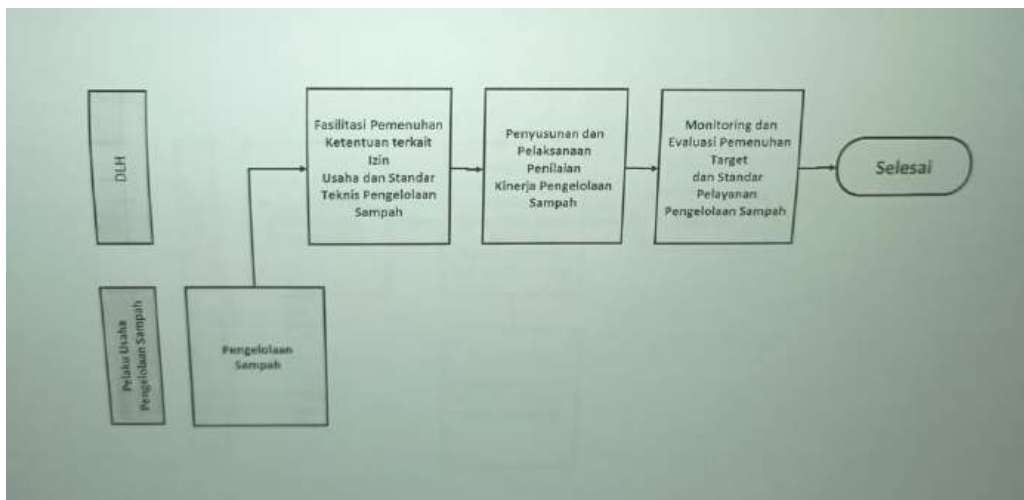 DLH
Fasilitasi Pemenuhan
Ketentuan terkait
Izin
Usaha dan Standar
Teknis Pengelolaan
Sampah
Penyusunan dan
Pelaksanaan
Penilaian
Kinerja Pengelolaan
Sampah
Monitoring dan
Evaluasi Pemenuhan
Target
dan Standar
Pelayanan
Pengelolaan Sampah
Selesai
Pelaku Usaha
Pengelolaan Sampah
Pengelolaan
Sampah